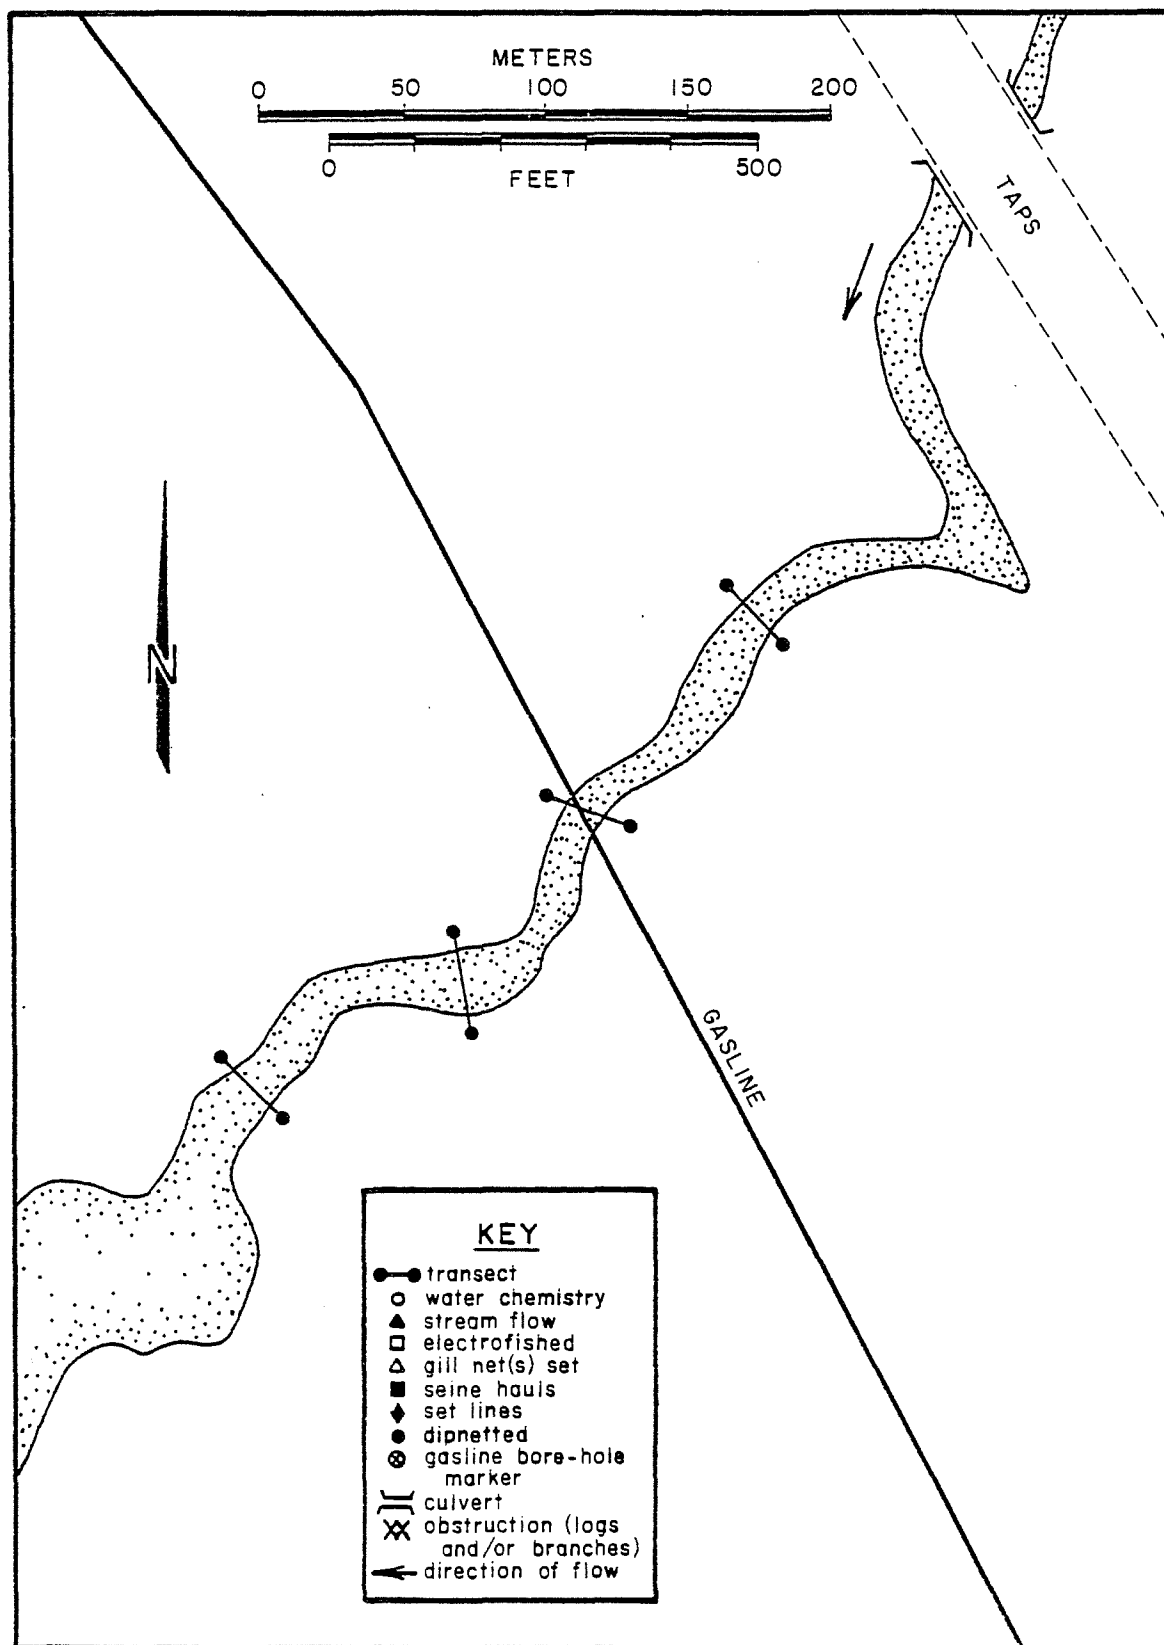 METERS
0 50 100 150 200
0 500
FEET
TAPS
N
GASLINE
KEY
transect
water chemistry
stream flow
electrofished
gill net(s) set
seine hauls
set lines
dipnetted
gasline bore-hole
marker
culvert
obstruction (logs
and/or branches)
direction of flow